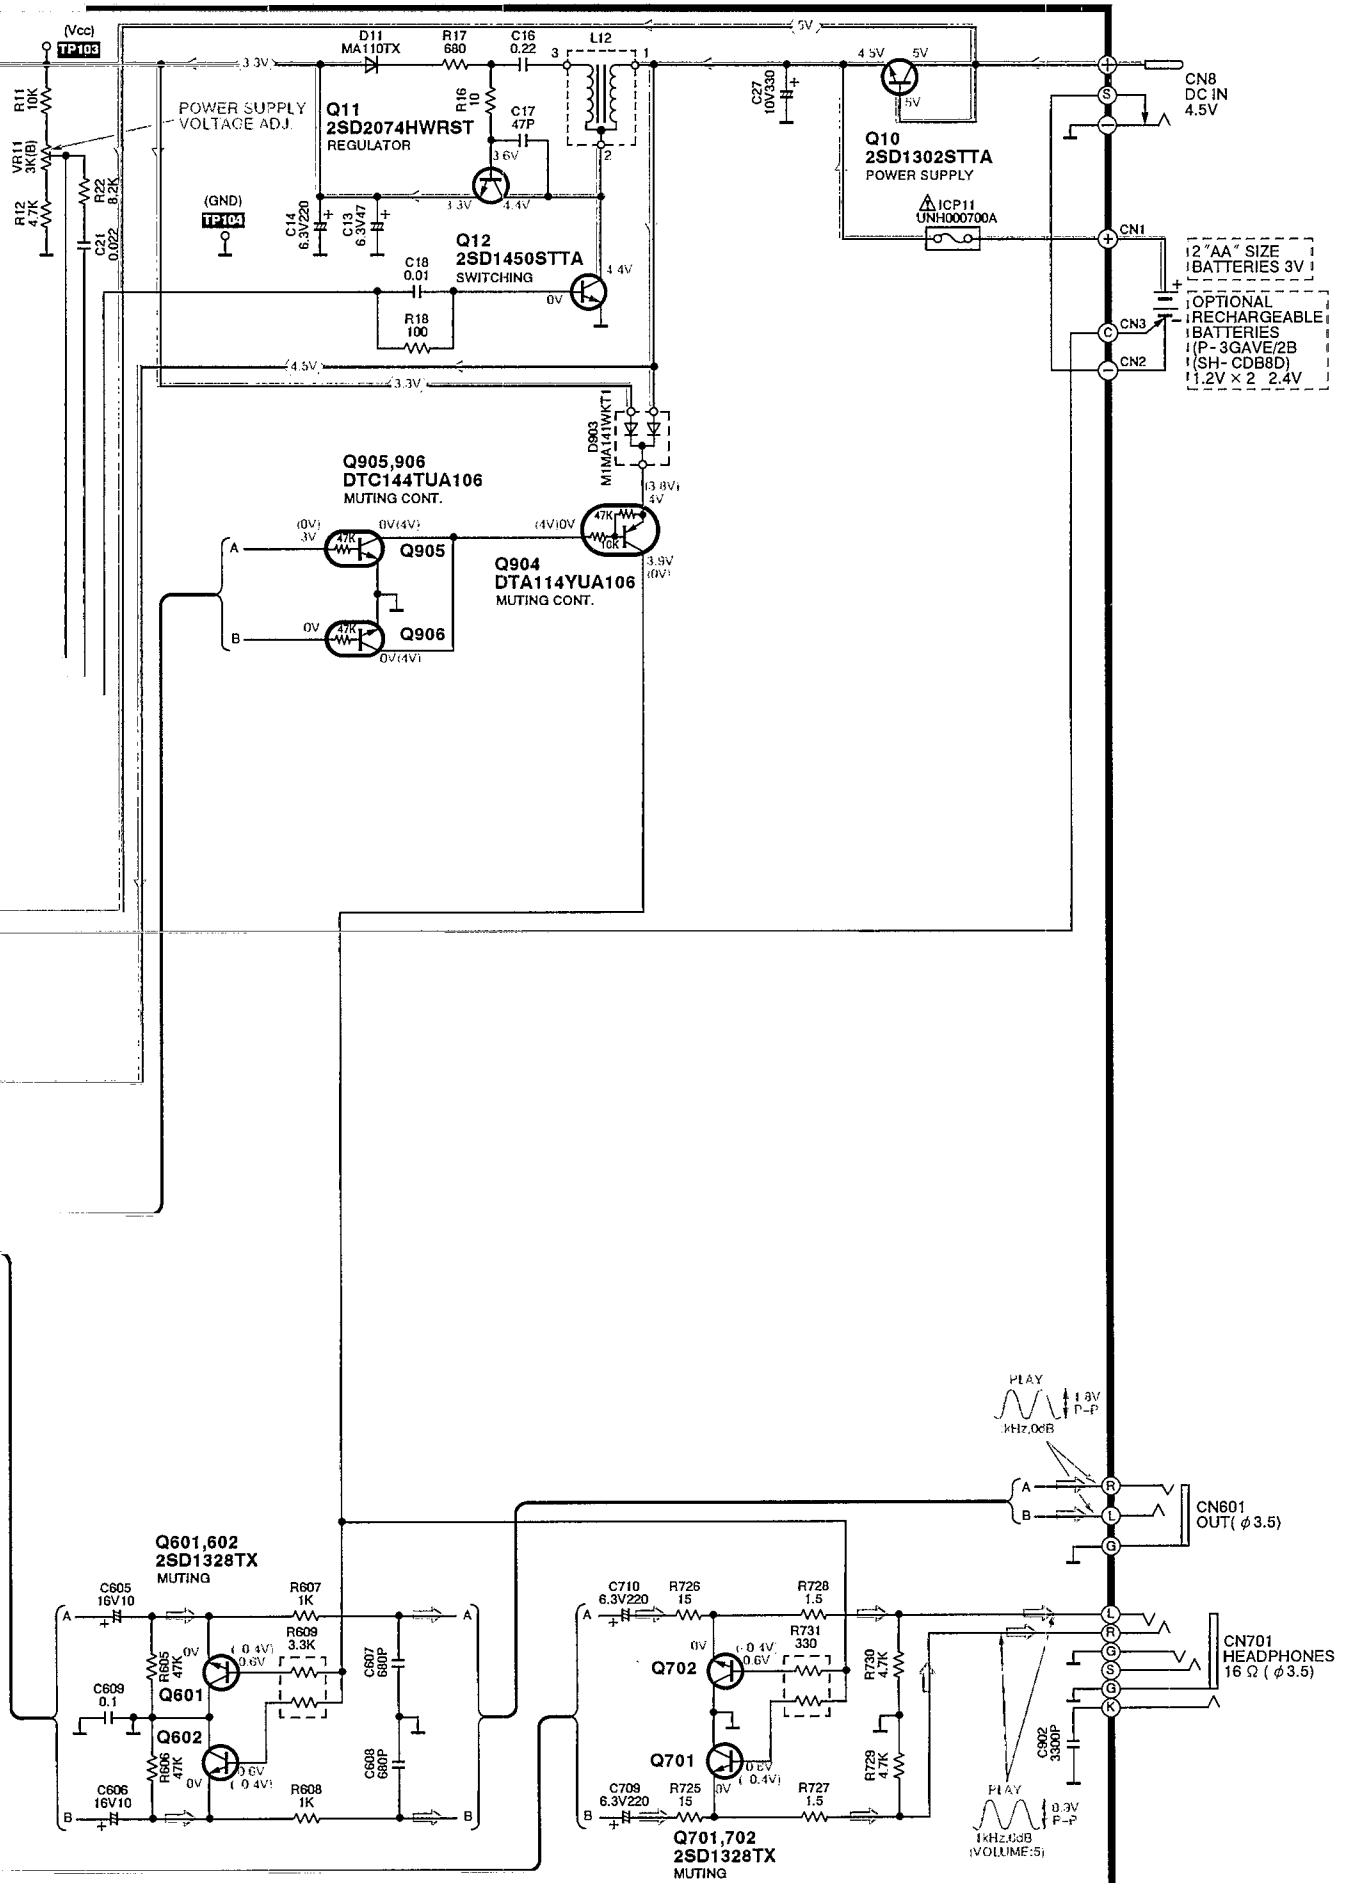 (Vcc)
TP103
R11
10K
VR11
3K(B)
R12
4.7K
R22
8.2K
C21
0.022
POWER SUPPLY
VOLTAGE ADJ.
(GND)
TP104
3.3V
5V
D11
MA110TX
R17
680
C16
0.22
L12
3
1
2
R16
10
C17
47P
Q11
2SD2074HWRST
REGULATOR
3.6V
3.3V
4.4V
C14
6.3V220
C13
6.3V47
Q12
2SD1450STTA
SWITCHING
C18
0.01
R18
100
0V
4.4V
C27
10V330
4.5V
5V
5V
Q10
2SD1302STTA
POWER SUPPLY
ICP11
UNH000700A
+
S
−
CN8
DC IN
4.5V
+
CN1
C
CN3
−
CN2
2 "AA" SIZE
BATTERIES 3V
OPTIONAL
RECHARGEABLE
BATTERIES
(P-3GAVE/2B
(SH-CDB8D)
1.2V × 2 2.4V
4.5V
3.3V
D903
M1MA141WKT1
Q905,906
DTC144TUA106
MUTING CONT.
A
(0V)
3V
47K
0V(4V)
Q905
B
0V
47K
Q906
0V(4V)
(4V)0V
47K
10K
(3.8V)
4V
3.9V
(0V)
Q904
DTA114YUA106
MUTING CONT.
PLAY
1.8V
P-P
1kHz,0dB
A
R
B
L
G
CN601
OUT( φ3.5)
Q601,602
2SD1328TX
MUTING
A
C605
16V10
R605
47K
0V
Q601
(-0.4V)
0.6V
R607
1K
R609
3.3K
C607
680P
A
C609
0.1
Q602
R606
47K
0V
0.6V
(-0.4V)
C608
680P
B
C606
16V10
R608
1K
B
A
C710
6.3V220
R726
15
R728
1.5
R731
330
0V
(-0.4V)
0.6V
Q702
R730
4.7K
Q701
0V
0.6V
(-0.4V)
R729
4.7K
B
C709
6.3V220
R725
15
R727
1.5
Q701,702
2SD1328TX
MUTING
L
R
G
S
G
K
CN701
HEADPHONES
16 Ω ( φ3.5)
C902
3300P
PLAY
0.9V
P-P
1kHz,0dB
(VOLUME:5)